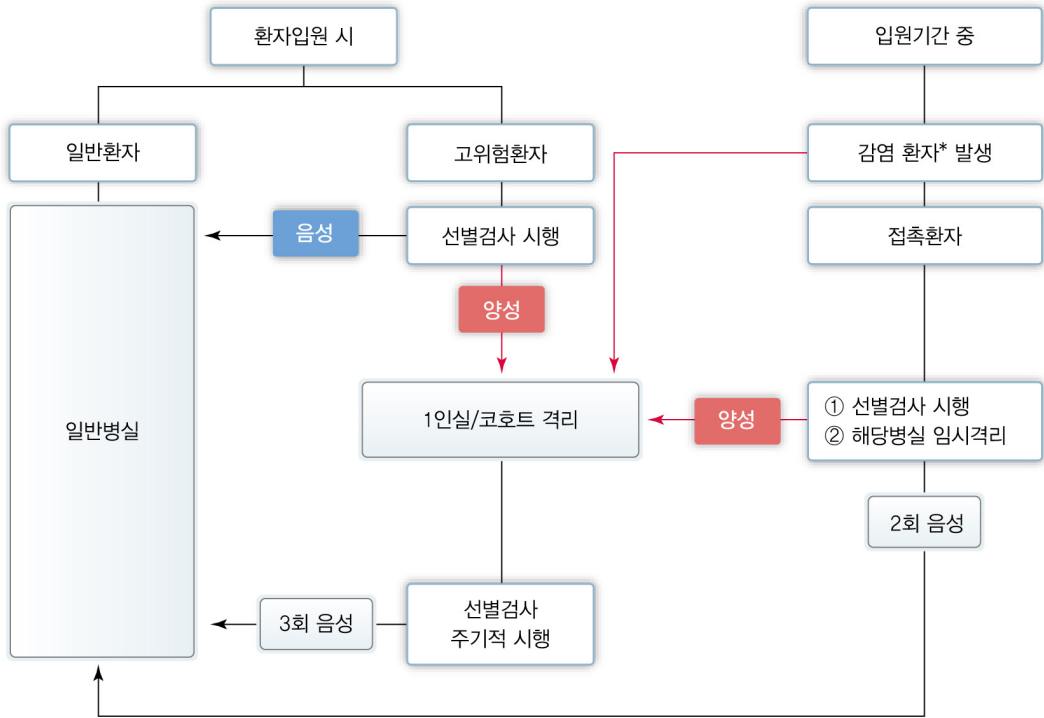 환자입원 시
입원기간 중
일반환자
고위험환자
감염 환자* 발생
음성
선별검사 시행
접촉환자
양성
일반병실
1인실/코호트 격리
양성
① 선별검사 시행
② 해당병실 임시격리
2회 음성
3회 음성
선별검사
주기적 시행